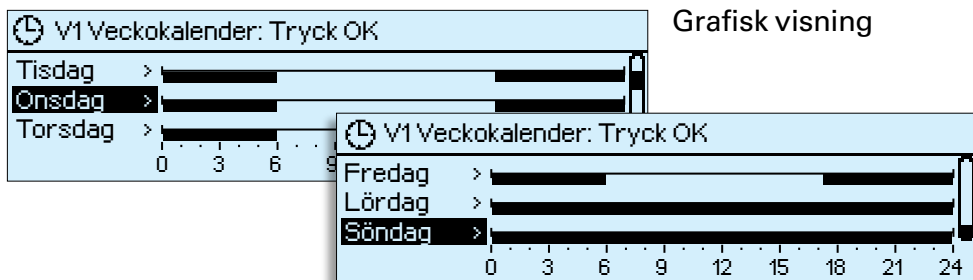 Grafisk visning
V1 Veckokalender: Tryck OK
Tisdag >
Onsdag >
Torsdag >
0 3 6 9
V1 Veckokalender: Tryck OK
Fredag >
Lördag >
Söndag >
0 3 6 9 12 15 18 21 24